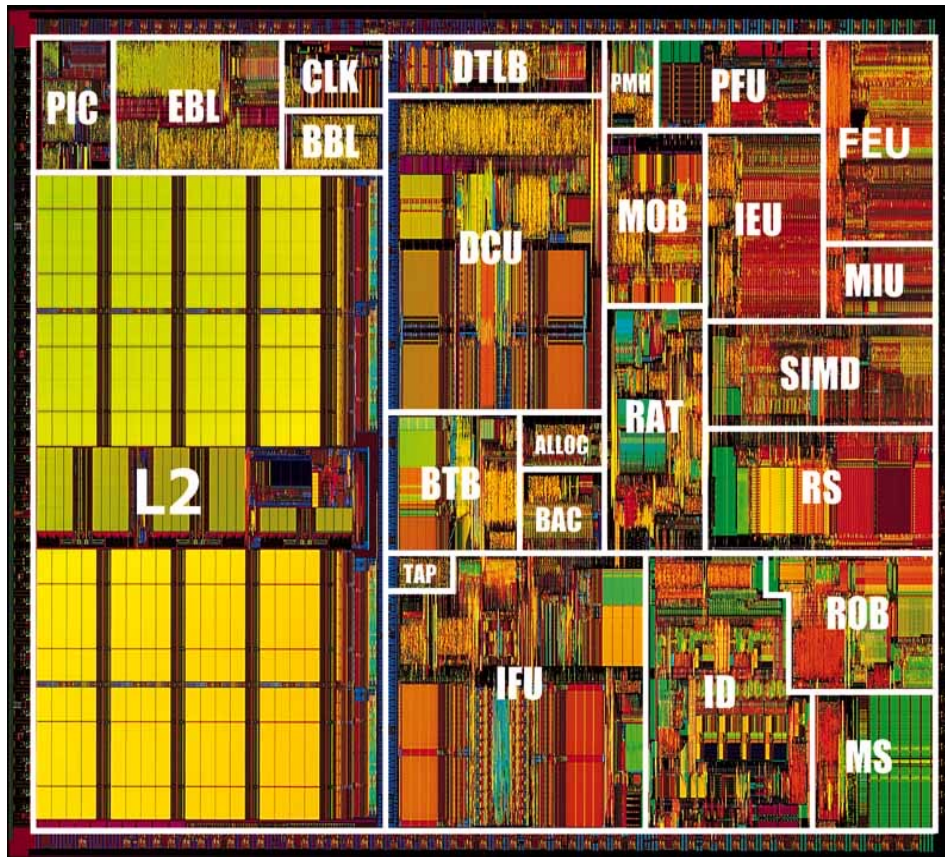 PIC
EBL
CLK
BBL
DTLB
PMH
PFU
FEU
DCU
MOB
IEU
MIU
SIMD
L2
RAT
BTB
ALLOC
BAC
RS
TAP
IFU
ID
ROB
MS